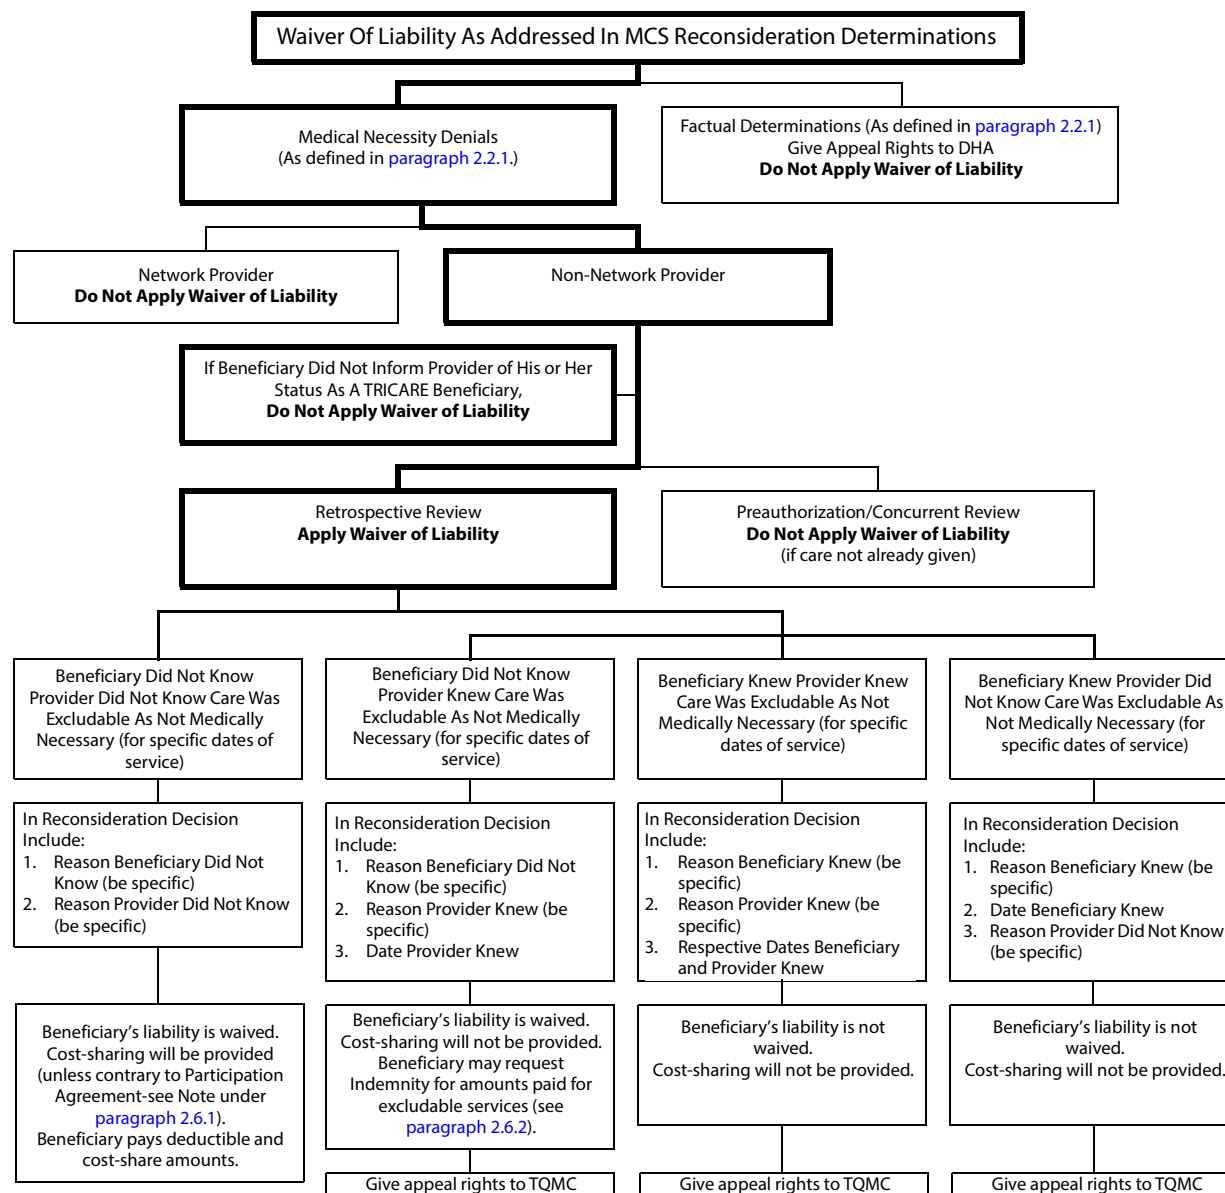 Waiver Of Liability As Addressed In MCS Reconsideration Determinations
Medical Necessity Denials
(As defined in paragraph 2.2.1.)
Factual Determinations (As defined in paragraph 2.2.1)
Give Appeal Rights to DHA
Do Not Apply Waiver of Liability
Network Provider
Do Not Apply Waiver of Liability
Non-Network Provider
If Beneficiary Did Not Inform Provider of His or Her
Status As A TRICARE Beneficiary,
Do Not Apply Waiver of Liability
Retrospective Review
Apply Waiver of Liability
Preauthorization/Concurrent Review
Do Not Apply Waiver of Liability
(if care not already given)
Beneficiary Did Not Know
Provider Did Not Know Care Was
Excludable As Not Medically
Necessary (for specific dates of
service)
Beneficiary Did Not Know
Provider Knew Care Was
Excludable As Not Medically
Necessary (for specific dates of
service)
Beneficiary Knew Provider Knew
Care Was Excludable As Not
Medically Necessary (for specific
dates of service)
Beneficiary Knew Provider Did
Not Know Care Was Excludable As
Not Medically Necessary (for
specific dates of service)
In Reconsideration Decision
Include:
1. Reason Beneficiary Did Not
Know (be specific)
2. Reason Provider Did Not Know
(be specific)
In Reconsideration Decision
Include:
1. Reason Beneficiary Did Not
Know (be specific)
2. Reason Provider Knew (be
specific)
3. Date Provider Knew
In Reconsideration Decision
Include:
1. Reason Beneficiary Knew (be
specific)
2. Reason Provider Knew (be
specific)
3. Respective Dates Beneficiary
and Provider Knew
In Reconsideration Decision
Include:
1. Reason Beneficiary Knew (be
specific)
2. Date Beneficiary Knew
3. Reason Provider Did Not Know
(be specific)
Beneficiary's liability is waived.
Cost-sharing will be provided
(unless contrary to Participation
Agreement-see Note under
paragraph 2.6.1).
Beneficiary pays deductible and
cost-share amounts.
Beneficiary's liability is waived.
Cost-sharing will not be provided.
Beneficiary may request
Indemnity for amounts paid for
excludable services (see
paragraph 2.6.2).
Beneficiary's liability is not
waived.
Cost-sharing will not be provided.
Beneficiary's liability is not
waived.
Cost-sharing will not be provided.
Give appeal rights to TQMC
Give appeal rights to TQMC
Give appeal rights to TQMC